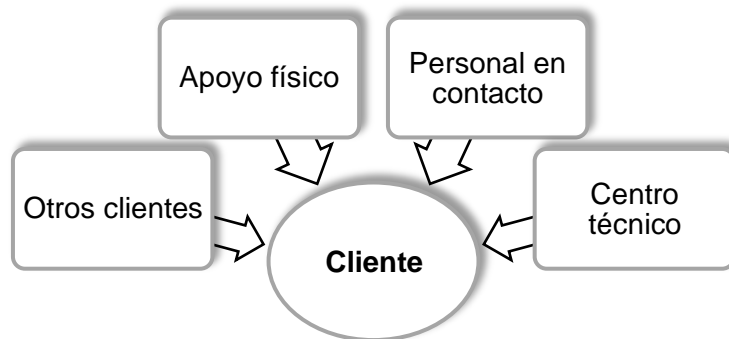 Apoyo físico
Personal en
contacto
Otros clientes
Centro
técnico
Cliente